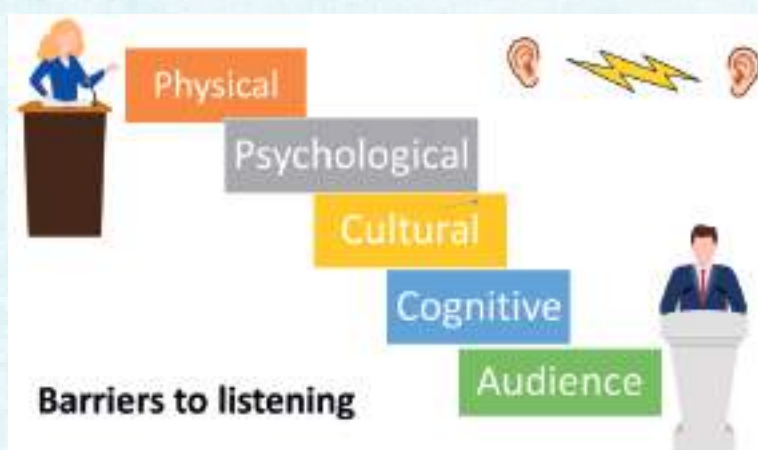 Physical
Psychological
Cultural
Cognitive
Audience
Barriers to listening